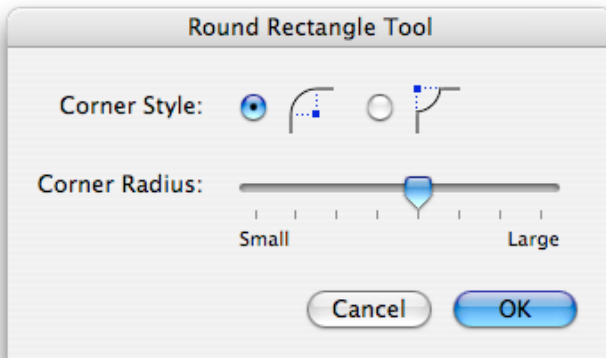 Round Rectangle Tool
Corner Style:
Corner Radius:
Small Large
Cancel OK